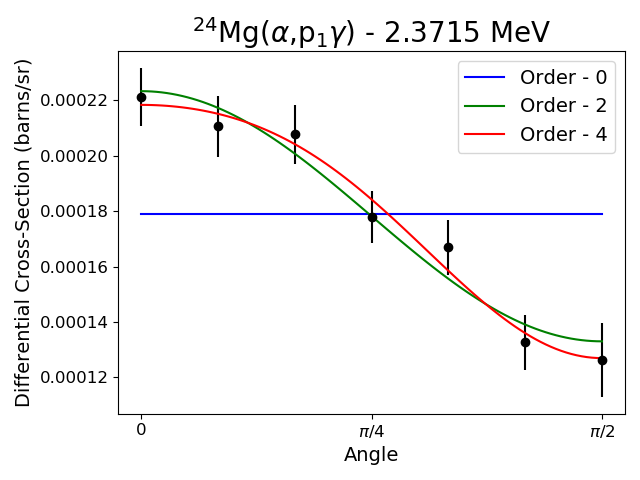 ²⁴Mg(α,p₁γ) - 2.3715 MeV
Order - 0
Order - 2
Order - 4
Differential Cross-Section (barns/sr)
0.00022
0.00020
0.00018
0.00016
0.00014
0.00012
0
π/4
π/2
Angle